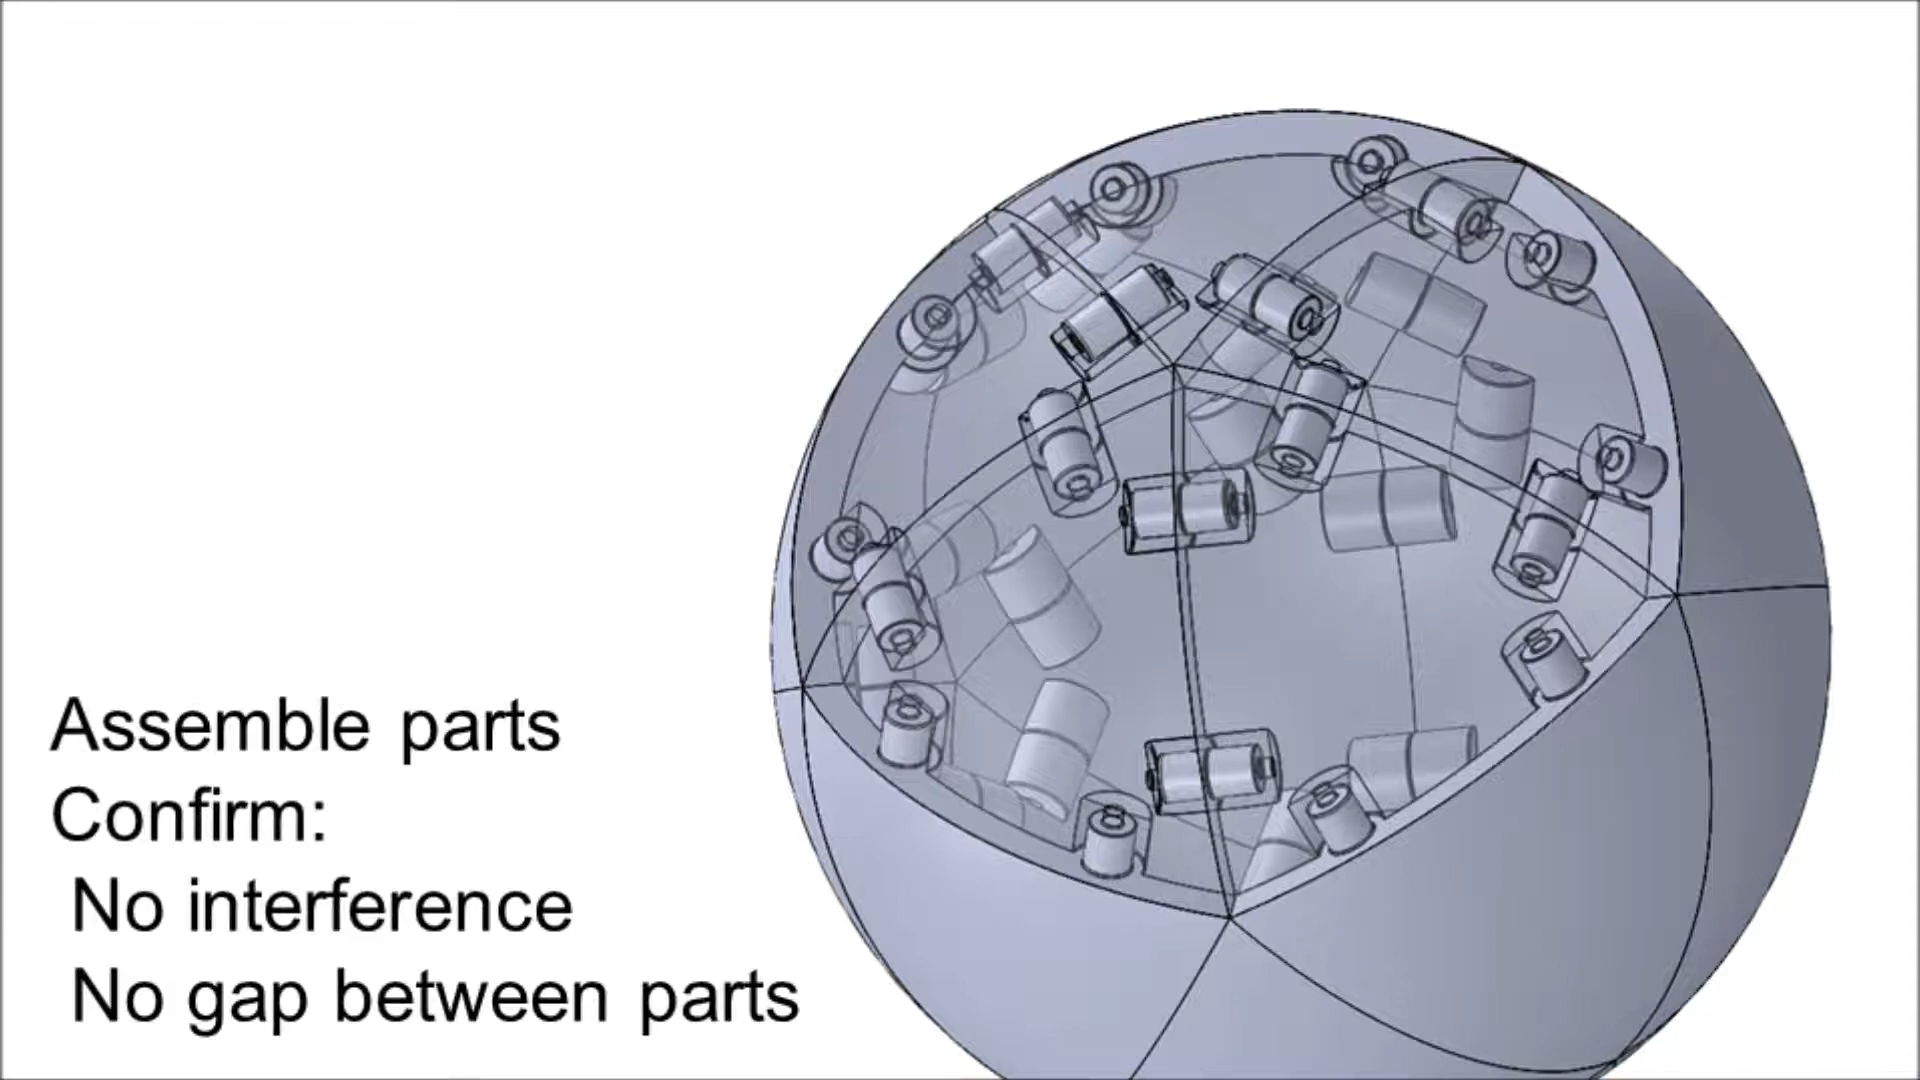 Assemble parts
Confirm:
No interference
No gap between parts